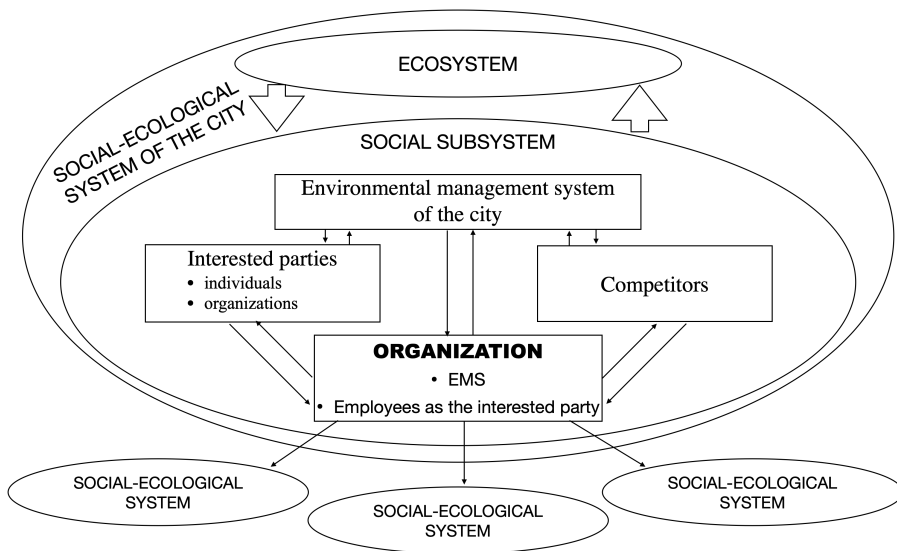 ECOSYSTEM
SOCIAL-ECOLOGICAL
SYSTEM OF THE CITY
SOCIAL SUBSYSTEM
Environmental management system
of the city
Interested parties
• individuals
• organizations
Competitors
ORGANIZATION
• EMS
• Employees as the interested party
SOCIAL-ECOLOGICAL
SYSTEM
SOCIAL-ECOLOGICAL
SYSTEM
SOCIAL-ECOLOGICAL
SYSTEM